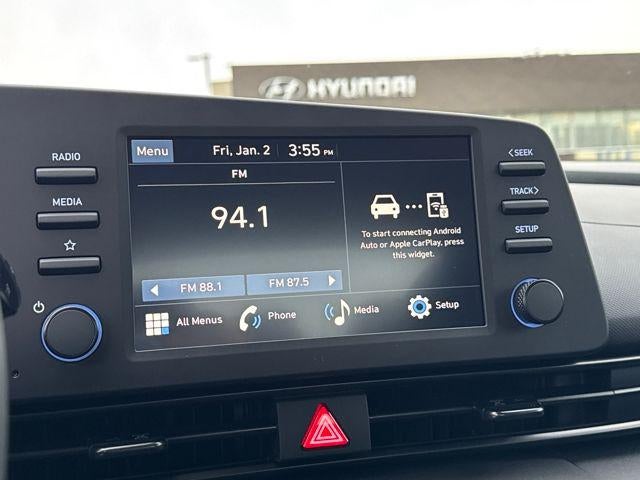 HYUNDAI
RADIO
MEDIA
Menu
Fri, Jan. 2 3:55 PM
FM
94.1
FM 88.1
FM 87.5
To start connecting Android
Auto or Apple CarPlay, press
this widget.
All Menus
Phone
Media
Setup
<SEEK
TRACK>
SETUP